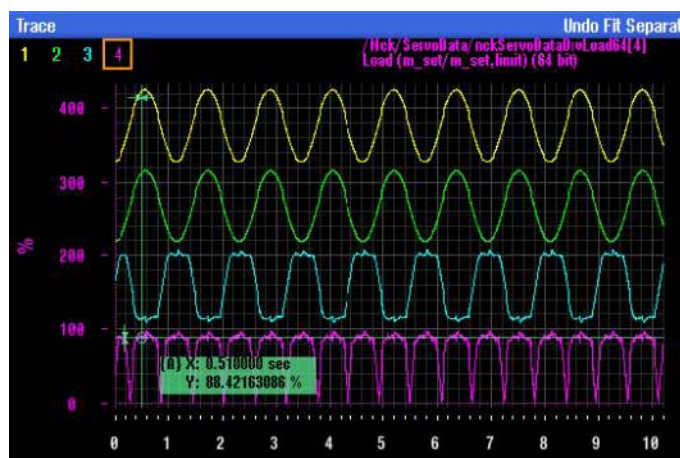 Trace Undo Fit Separat
1 2 3 4 /Nck/ServoData/nckServoDataDrvLoad64[4]
Load (m_set/m_set,limit) (64 bit)
400
300
%
200
100
(A) X: 0.510000 sec
Y: 88.42163086 %
0
0 1 2 3 4 5 6 7 8 9 10